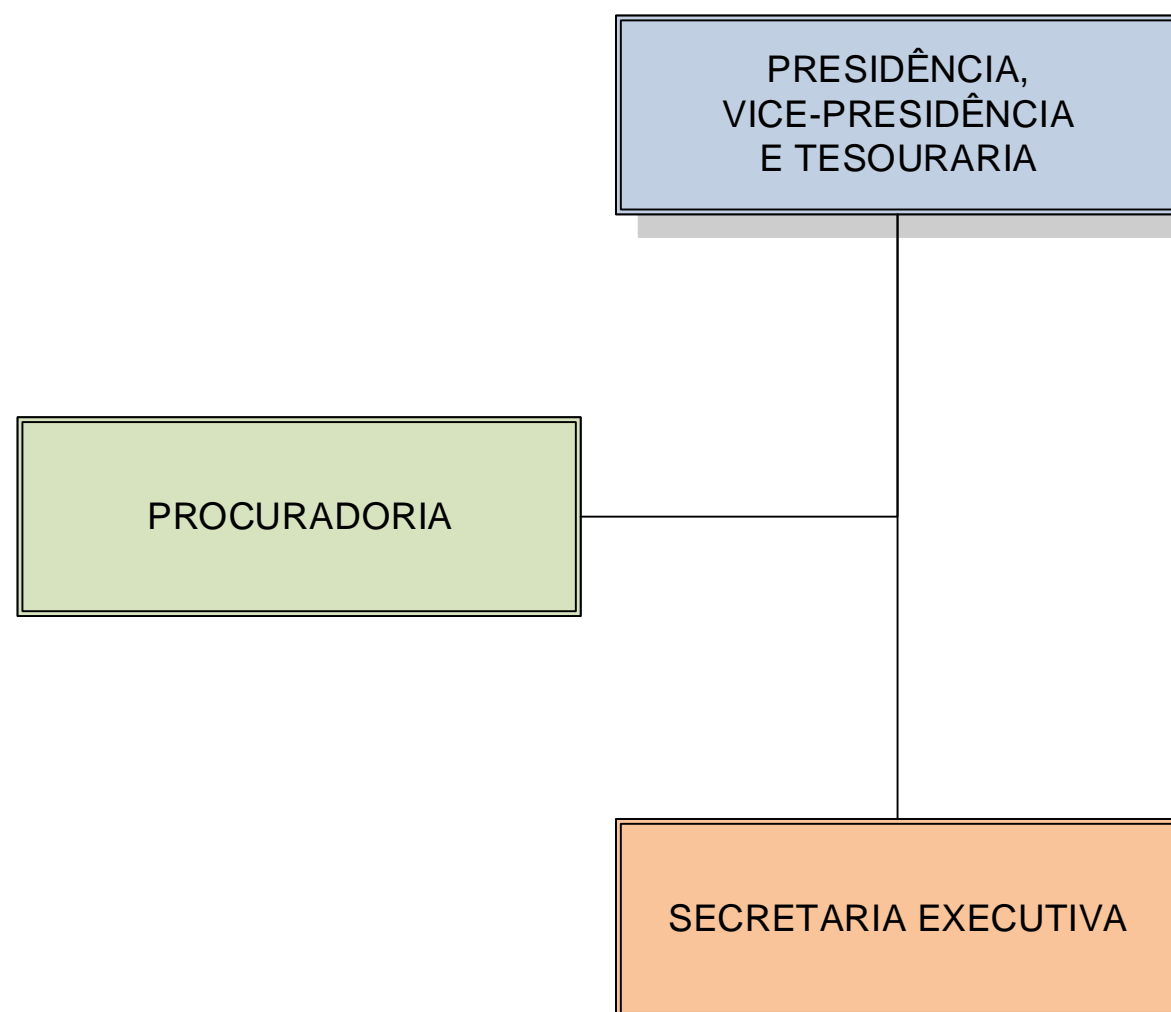 PRESIDÊNCIA,
VICE-PRESIDÊNCIA
E TESOURARIA
PROCURADORIA
SECRETARIA EXECUTIVA